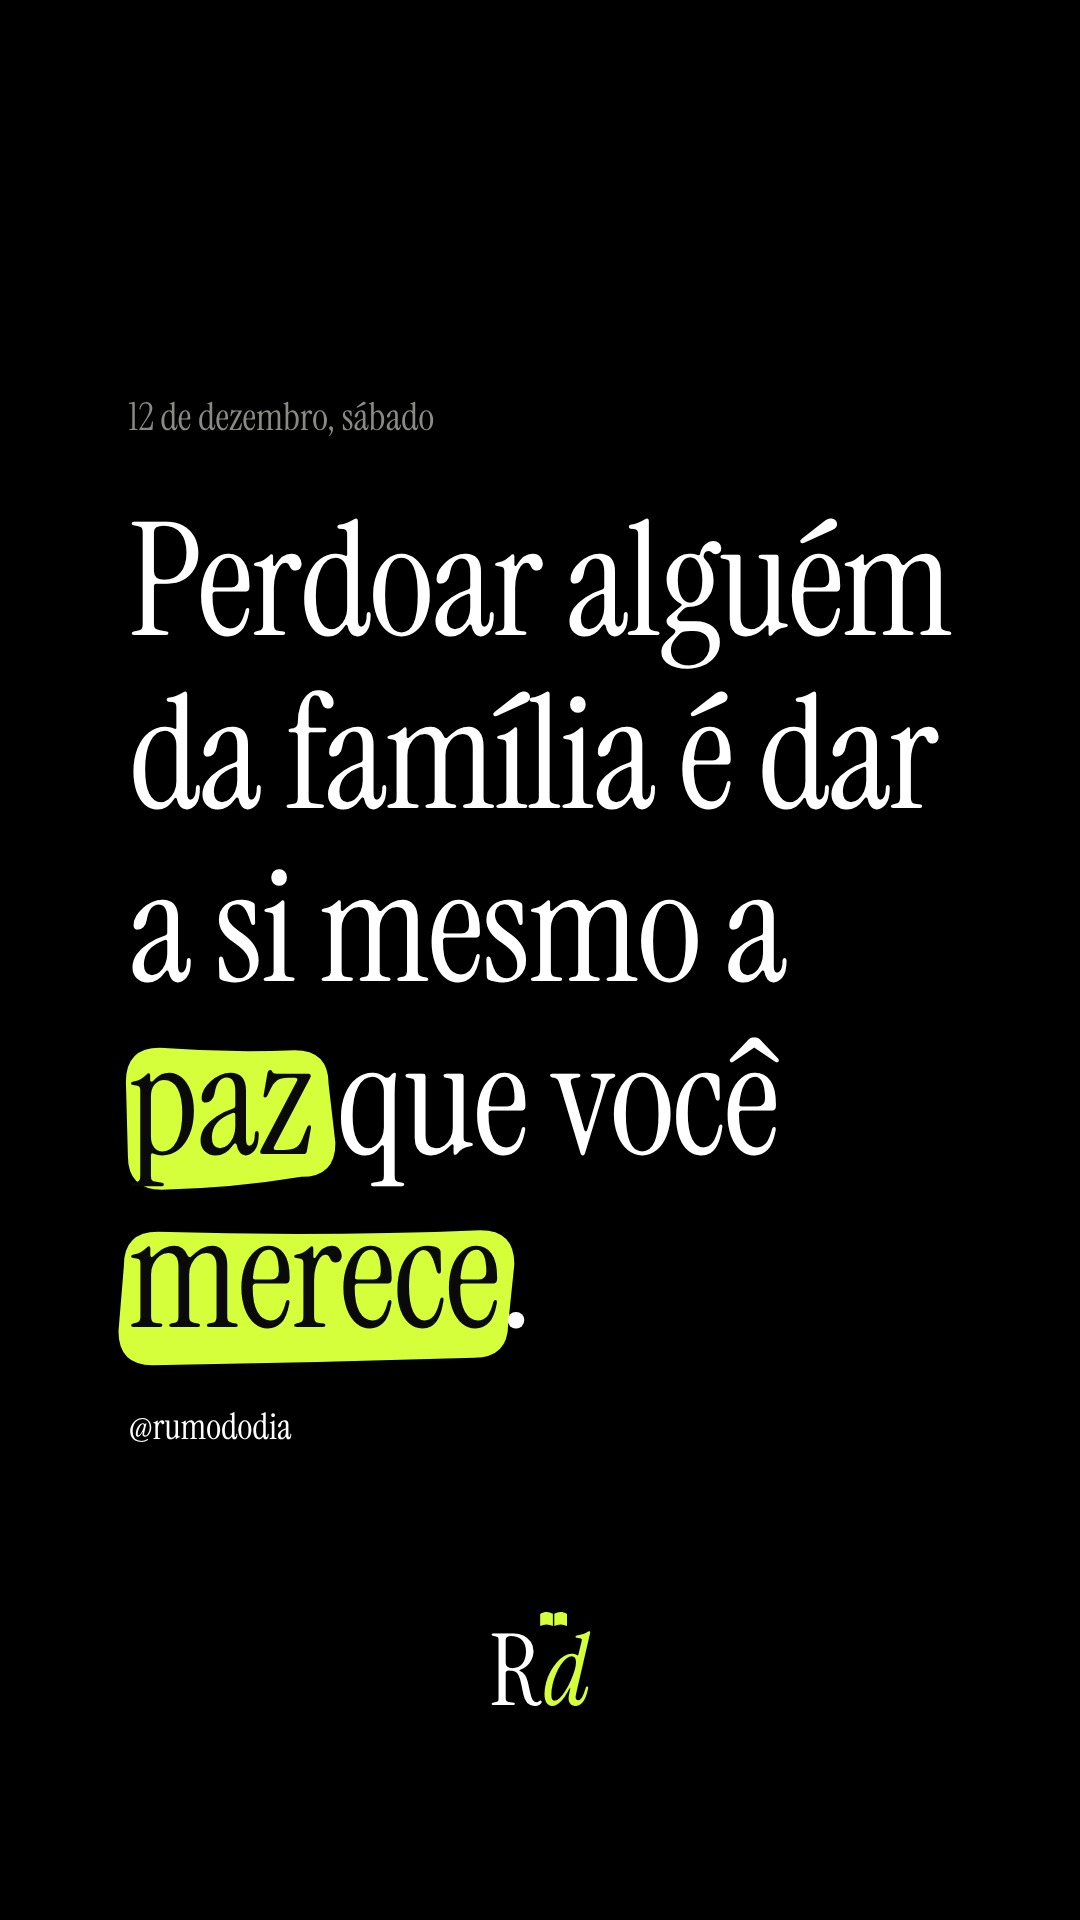 12 de dezembro, sábado
Perdoar alguém
da família é dar
a si mesmo a
paz que você
merece.
@rumododia
Rd